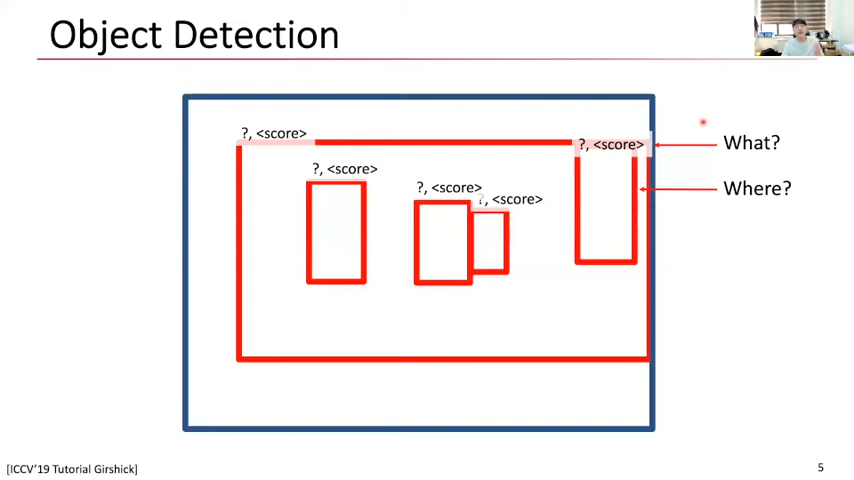 Object Detection
?, <score>
?, <score>
What?
?, <score>
?, <score>
Where?
?, <score>
[ICCV'19 Tutorial Girshick]
5